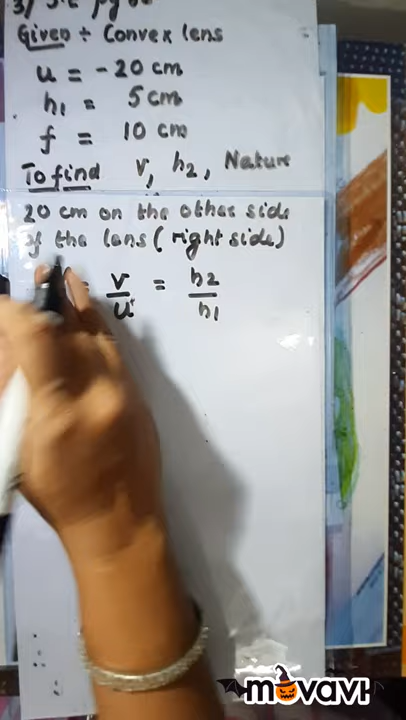 3)
Given ÷ Convex lens
u = -20 cm
h1 = 5 cm
f = 10 cm
To find v, h2, Nature
20 cm on the other side
of the lens (right side)
= v/u = h2/h1
movavi